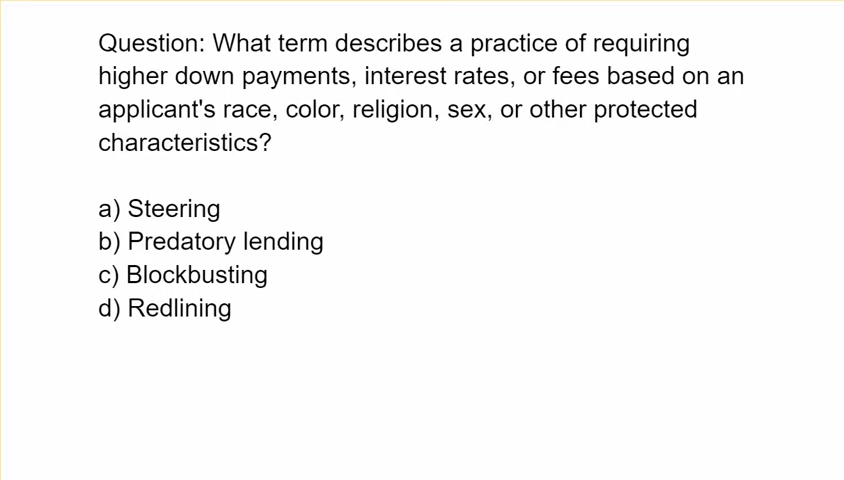 Question: What term describes a practice of requiring
higher down payments, interest rates, or fees based on an
applicant's race, color, religion, sex, or other protected
characteristics?
a) Steering
b) Predatory lending
c) Blockbusting
d) Redlining